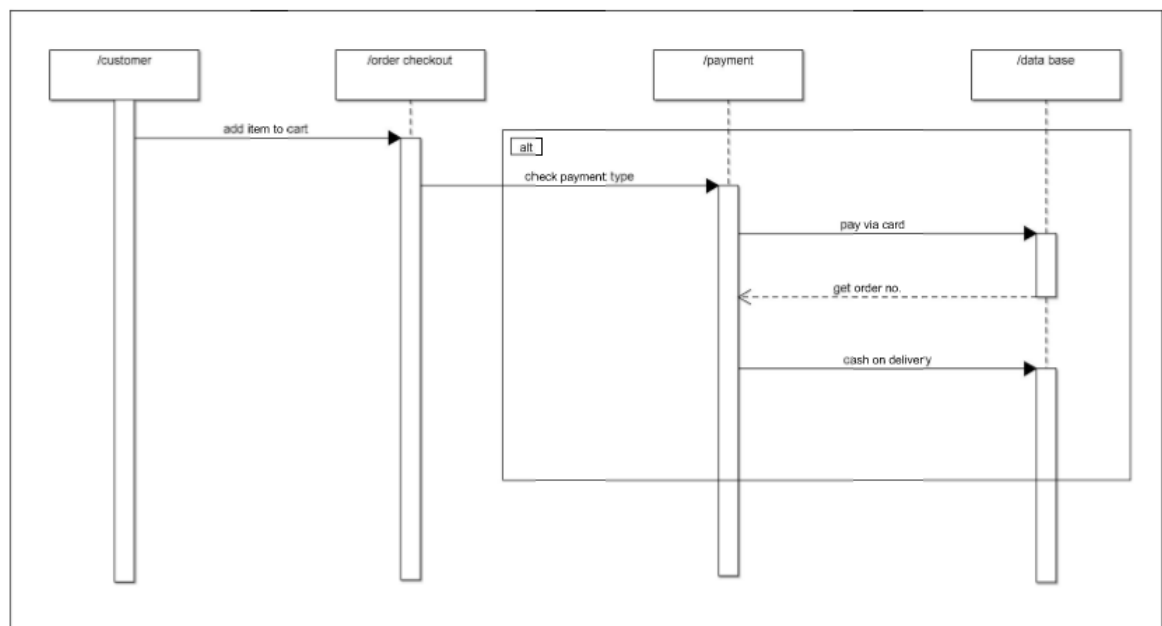 /customer
/order checkout
/payment
/data base
add item to cart
alt
check payment type
pay via card
get order no.
cash on delivery